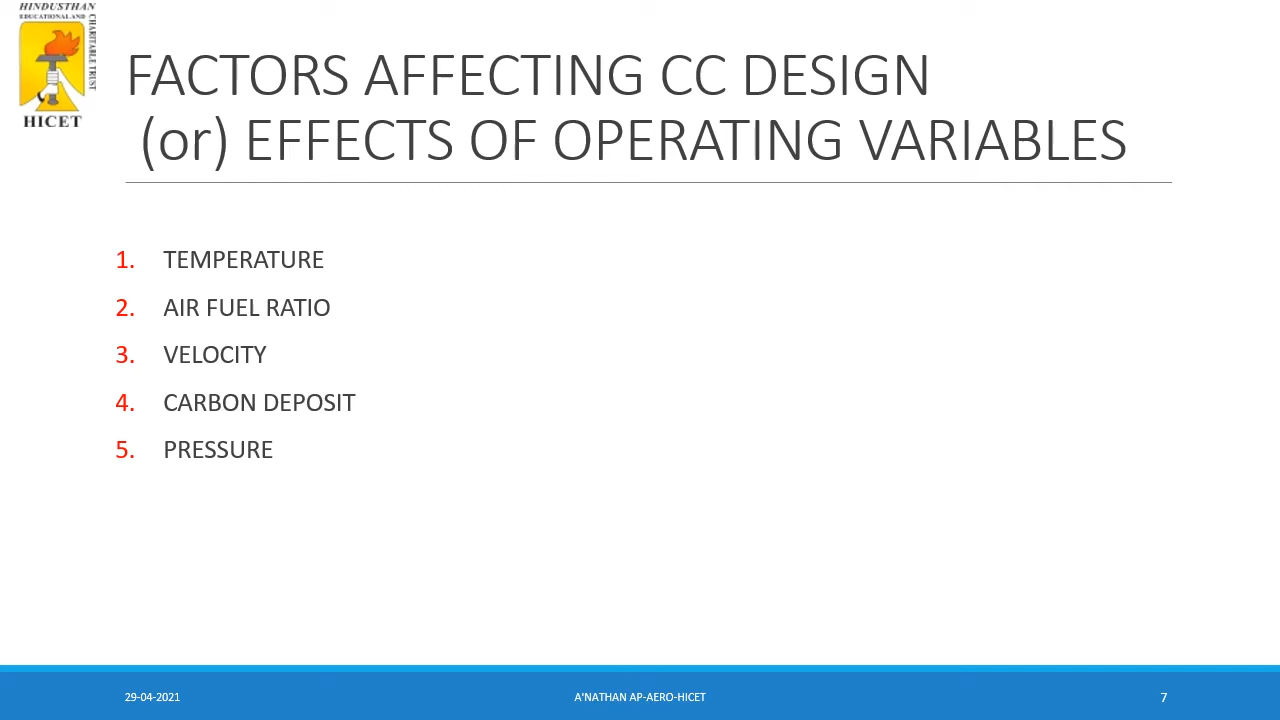 HINDUSTHAN
EDUCATIONAL AND
CHARITABLE TRUST
HICET
FACTORS AFFECTING CC DESIGN
(or) EFFECTS OF OPERATING VARIABLES
1. TEMPERATURE
2. AIR FUEL RATIO
3. VELOCITY
4. CARBON DEPOSIT
5. PRESSURE
29-04-2021
A'NATHAN AP-AERO-HICET
7